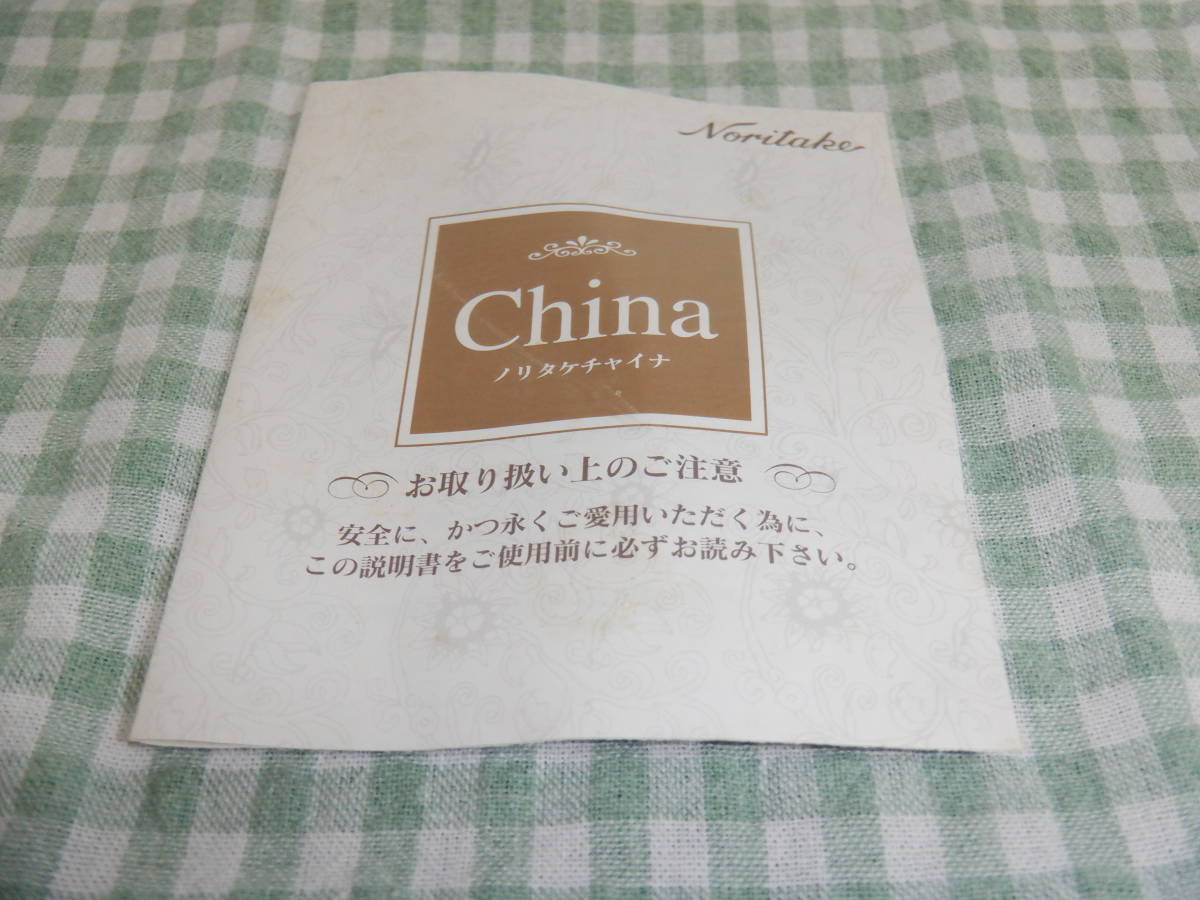 Noritake
China
ノリタケチャイナ
お取り扱い上のご注意
安全に、かつ永くご愛用いただく為に、
この説明書をご使用前に必ずお読み下さい。